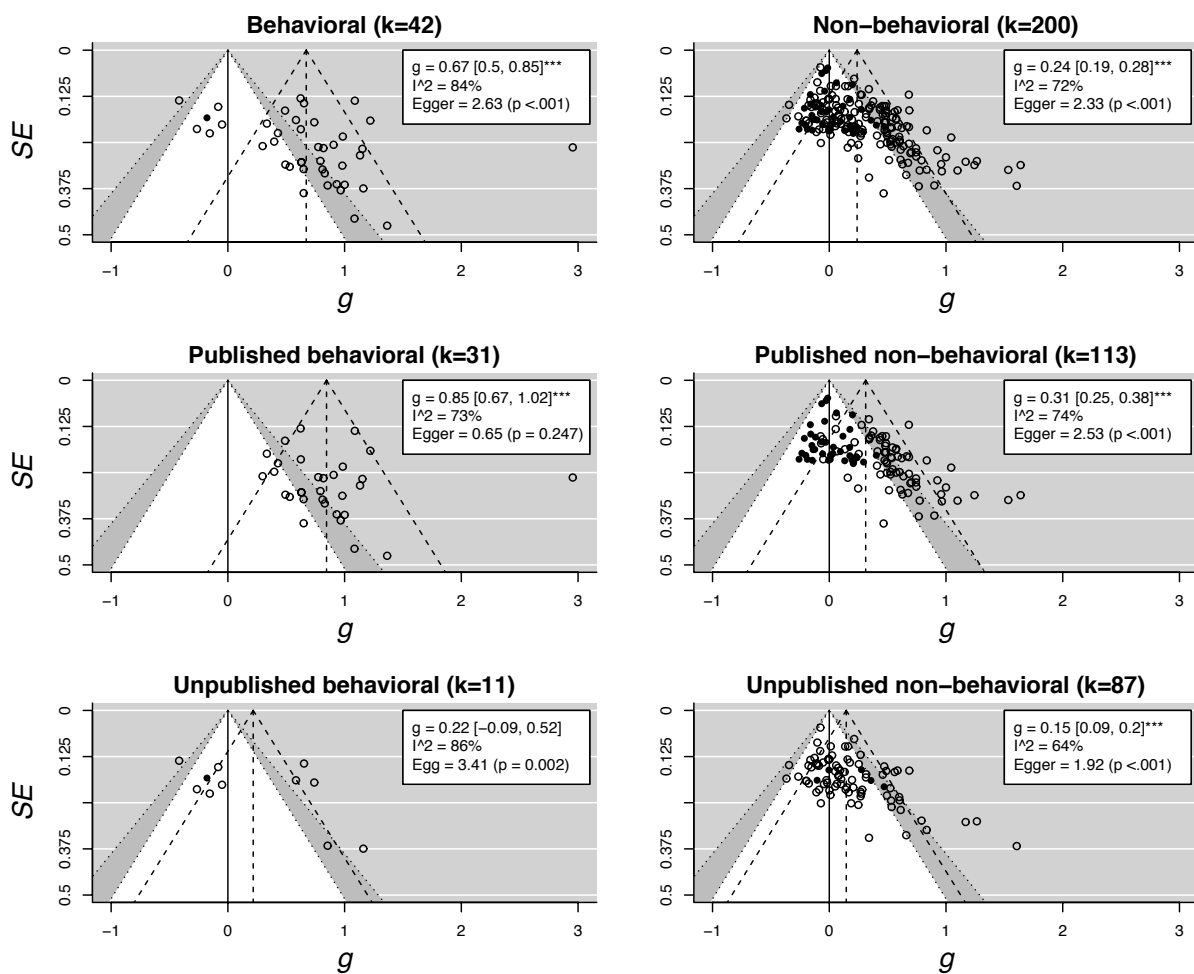 Behavioral (k=42)
g = 0.67 [0.5, 0.85]***
I^2 = 84%
Egger = 2.63 (p <.001)
SE
0
0.125
0.375
0.5
−1
0
1
2
3
g
Non−behavioral (k=200)
g = 0.24 [0.19, 0.28]***
I^2 = 72%
Egger = 2.33 (p <.001)
0
0.125
0.375
0.5
−1
0
1
2
3
g
Published behavioral (k=31)
g = 0.85 [0.67, 1.02]***
I^2 = 73%
Egger = 0.65 (p = 0.247)
SE
0
0.125
0.375
0.5
−1
0
1
2
3
g
Published non−behavioral (k=113)
g = 0.31 [0.25, 0.38]***
I^2 = 74%
Egger = 2.53 (p <.001)
0
0.125
0.375
0.5
−1
0
1
2
3
g
Unpublished behavioral (k=11)
g = 0.22 [−0.09, 0.52]
I^2 = 86%
Egg = 3.41 (p = 0.002)
SE
0
0.125
0.375
0.5
−1
0
1
2
3
g
Unpublished non−behavioral (k=87)
g = 0.15 [0.09, 0.2]***
I^2 = 64%
Egger = 1.92 (p <.001)
0
0.125
0.375
0.5
−1
0
1
2
3
g